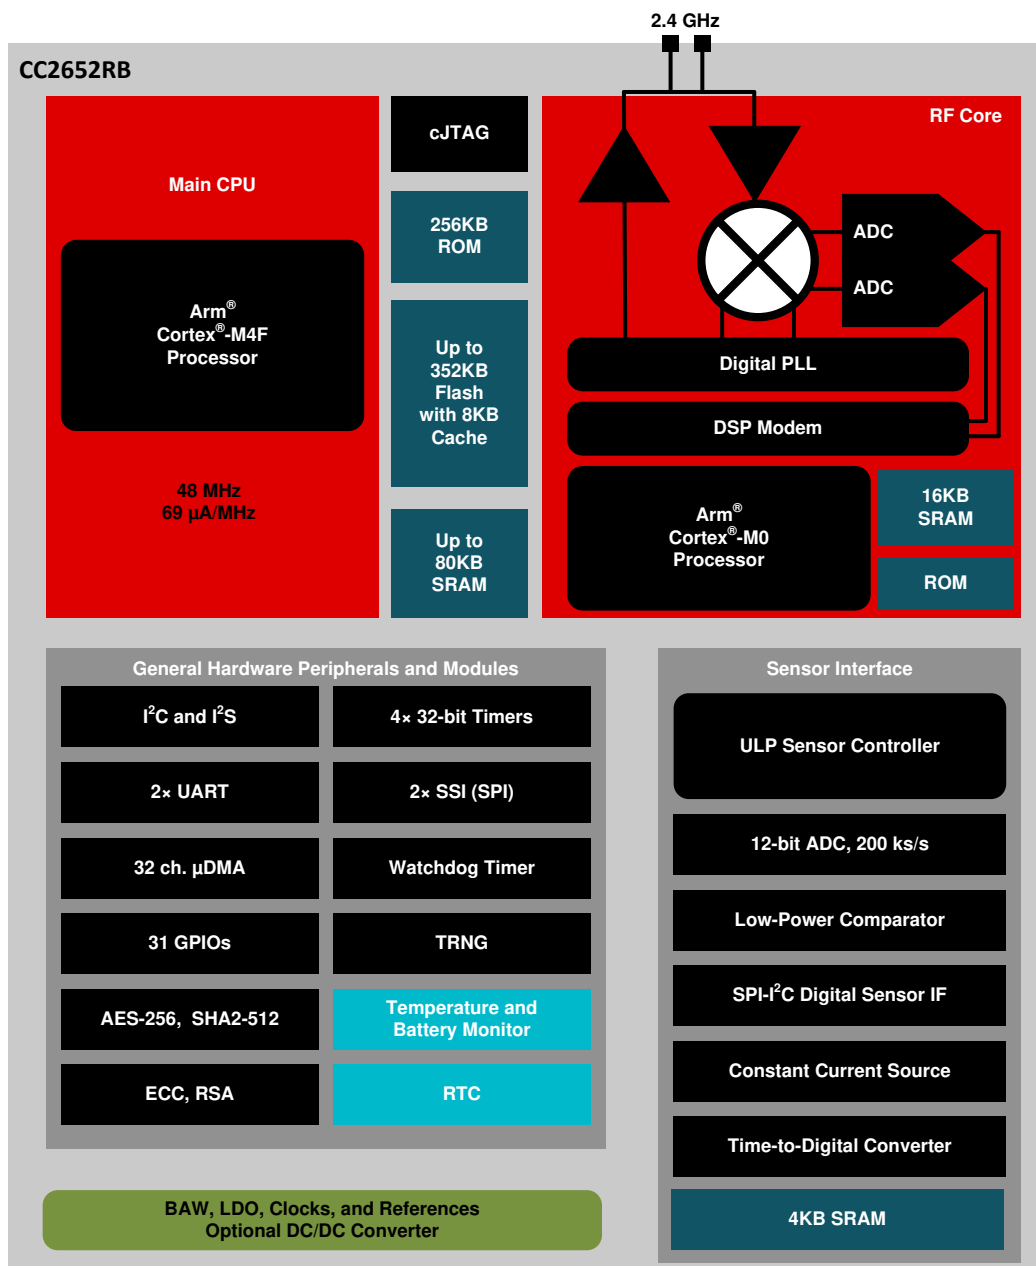 2.4 GHz
CC2652RB
Main CPU
Arm®
Cortex®-M4F
Processor
48 MHz
69 µA/MHz
cJTAG
256KB
ROM
Up to
352KB
Flash
with 8KB
Cache
Up to
80KB
SRAM
RF Core
ADC
ADC
Digital PLL
DSP Modem
Arm®
Cortex®-M0
Processor
16KB
SRAM
ROM
General Hardware Peripherals and Modules
I²C and I²S
4× 32-bit Timers
2× UART
2× SSI (SPI)
32 ch. µDMA
Watchdog Timer
31 GPIOs
TRNG
AES-256, SHA2-512
Temperature and
Battery Monitor
ECC, RSA
RTC
Sensor Interface
ULP Sensor Controller
12-bit ADC, 200 ks/s
Low-Power Comparator
SPI-I²C Digital Sensor IF
Constant Current Source
Time-to-Digital Converter
4KB SRAM
BAW, LDO, Clocks, and References
Optional DC/DC Converter